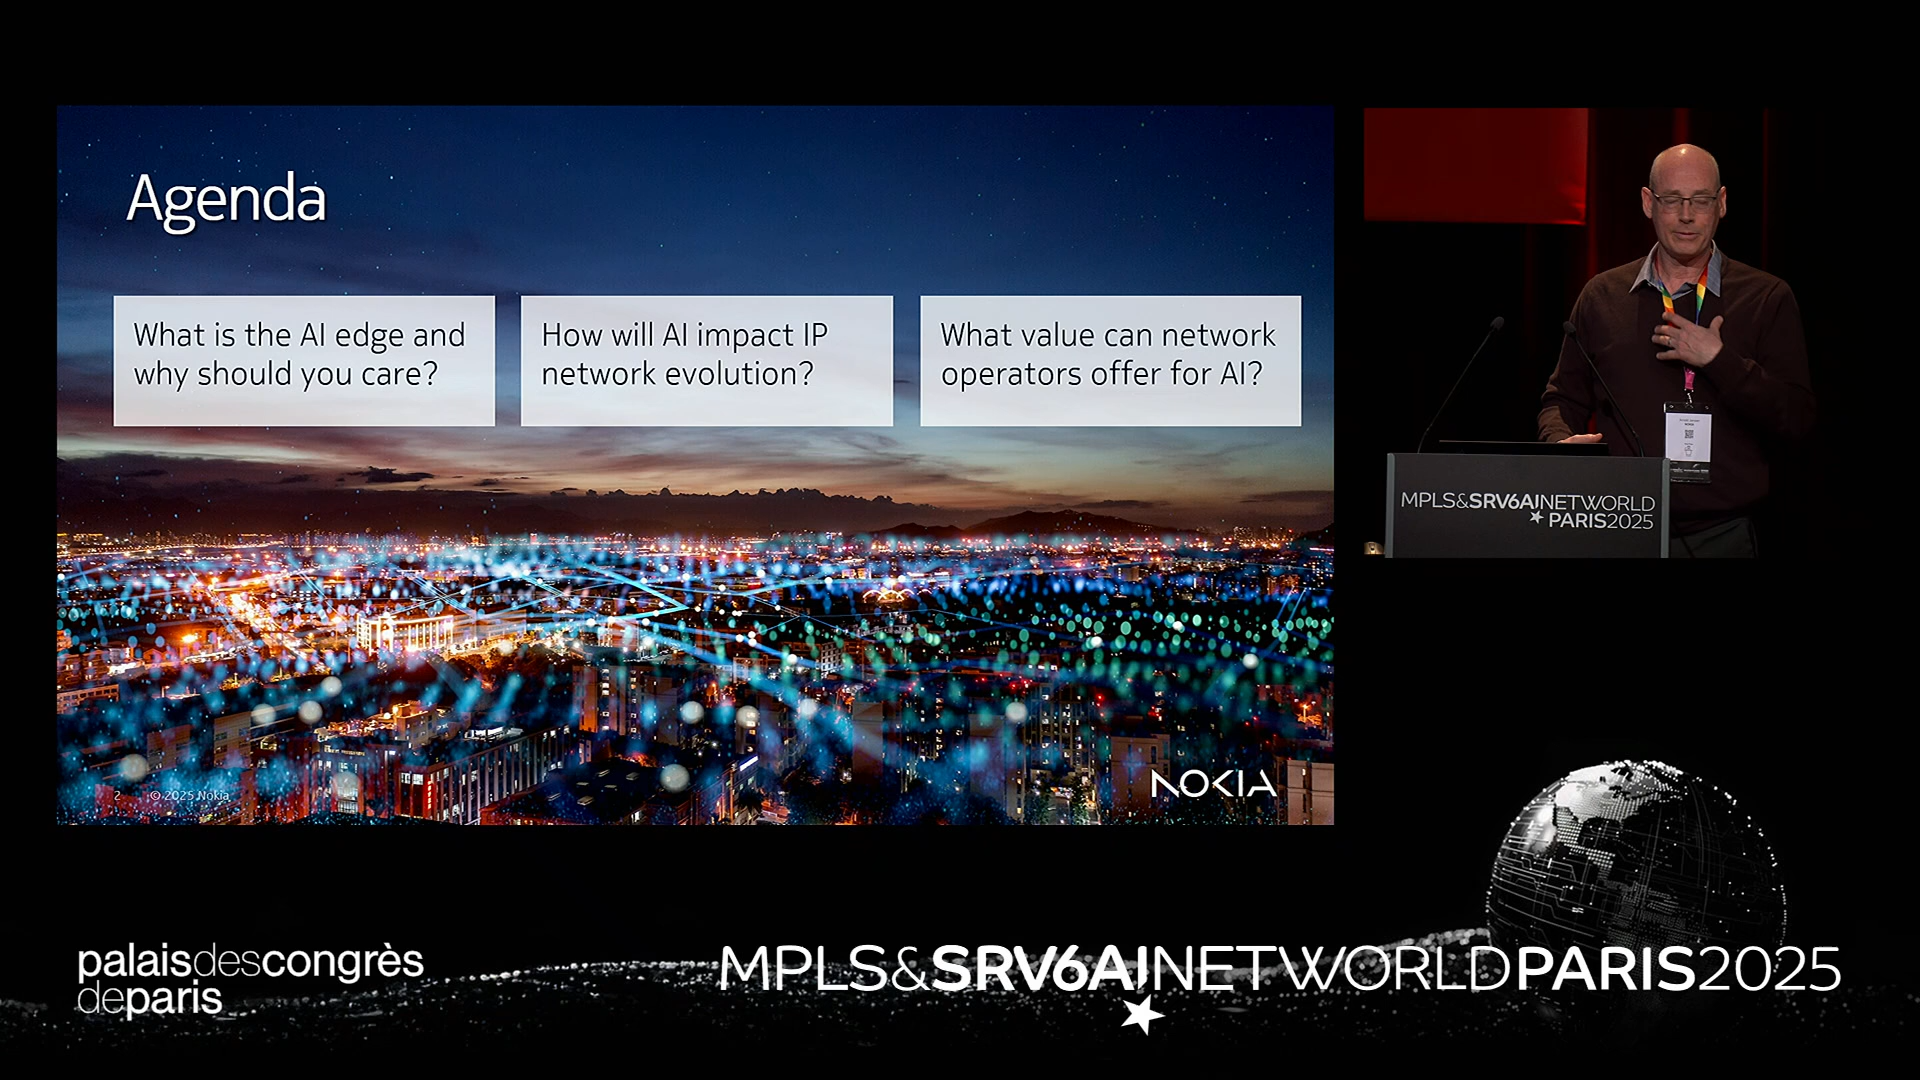 Agenda
What is the AI edge and
why should you care?
How will AI impact IP
network evolution?
What value can network
operators offer for AI?
2 © 2025 Nokia
NOKIA
MPLS&SRV6AINETWORLD
PARIS2025
palaisdescongrès
deparis
MPLS&SRV6AINETWORLDPARIS2025